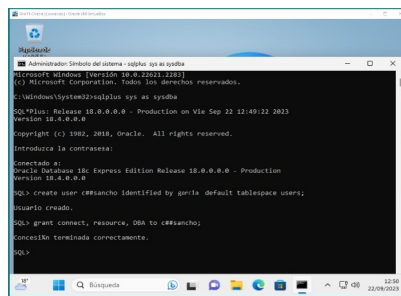 Papelera de
Administrador: Símbolo del sistema - sqlplus sys as sysdba
Microsoft Windows [Versión 10.0.22621.2283]
(c) Microsoft Corporation. Todos los derechos reservados.
C:\Windows\System32>sqlplus sys as sysdba
SQL*Plus: Release 18.0.0.0.0 - Production on Vie Sep 22 12:49:22 2023
Version 18.4.0.0.0
Copyright (c) 1982, 2018, Oracle. All rights reserved.
Introduzca la contraseña:
Conectado a:
Oracle Database 18c Express Edition Release 18.0.0.0.0 - Production
Version 18.4.0.0.0
SQL> create user c##sancho identified by garcia default tablespace users;
Usuario creado.
SQL> grant connect, resource, DBA to c##sancho;
Concesi¾n terminada correctamente.
SQL>
18°
Búsqueda
12:50
22/09/2023